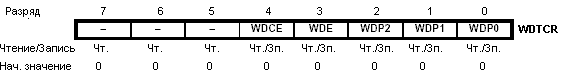 Разряд 7 6 5 4 3 2 1 0
– – – WDCE WDE WDP2 WDP1 WDP0 WDTCR
Чтение/Запись Чт. Чт. Чт. Чт./Зп. Чт./Зп. Чт./Зп. Чт./Зп. Чт./Зп.
Нач. значение 0 0 0 0 0 0 0 0